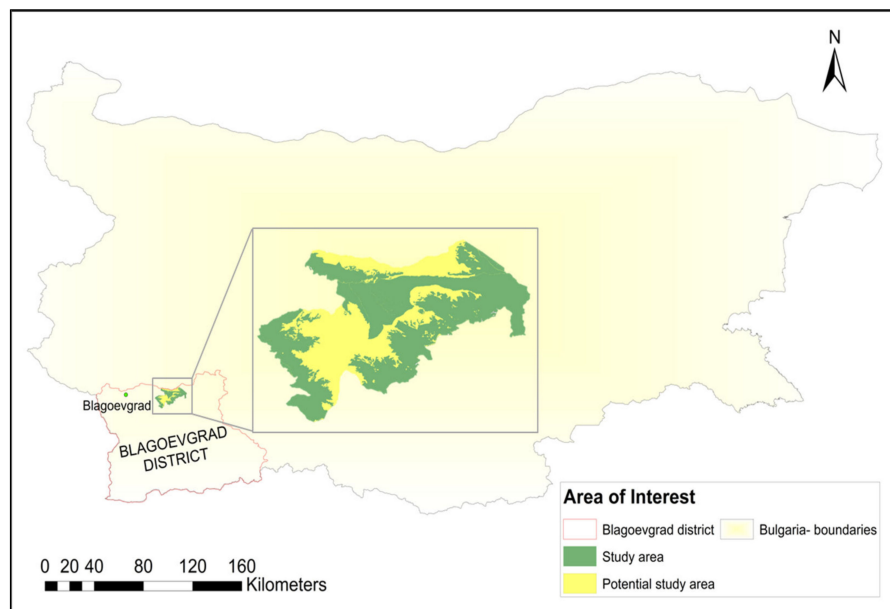 N
Blagoevgrad
BLAGOEVGRAD
DISTRICT
Area of Interest
Blagoevgrad district
Bulgaria- boundaries
Study area
Potential study area
0 20 40 80 120 160
Kilometers